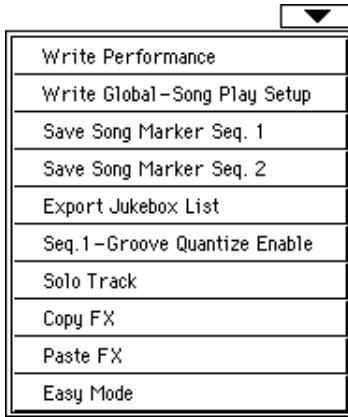 Write Performance
Write Global-Song Play Setup
Save Song Marker Seq. 1
Save Song Marker Seq. 2
Export Jukebox List
Seq.1-Groove Quantize Enable
Solo Track
Copy FX
Paste FX
Easy Mode